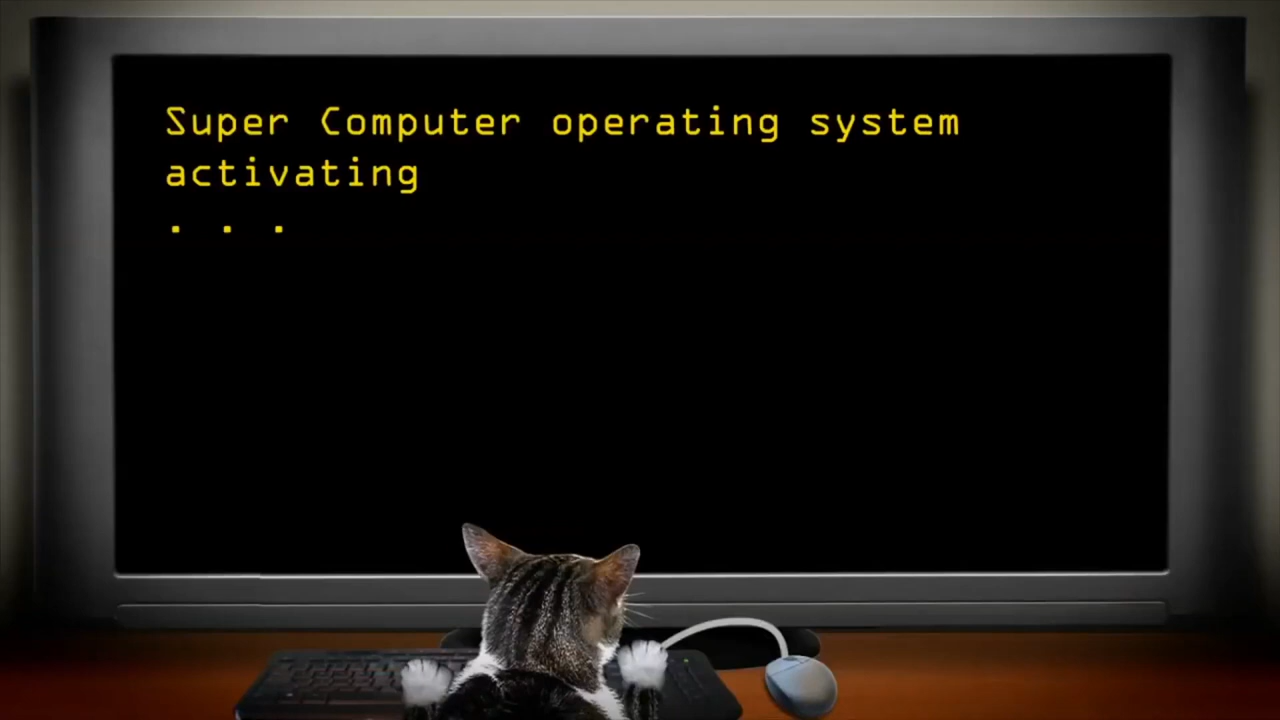 Super Computer operating system
activating
. . .